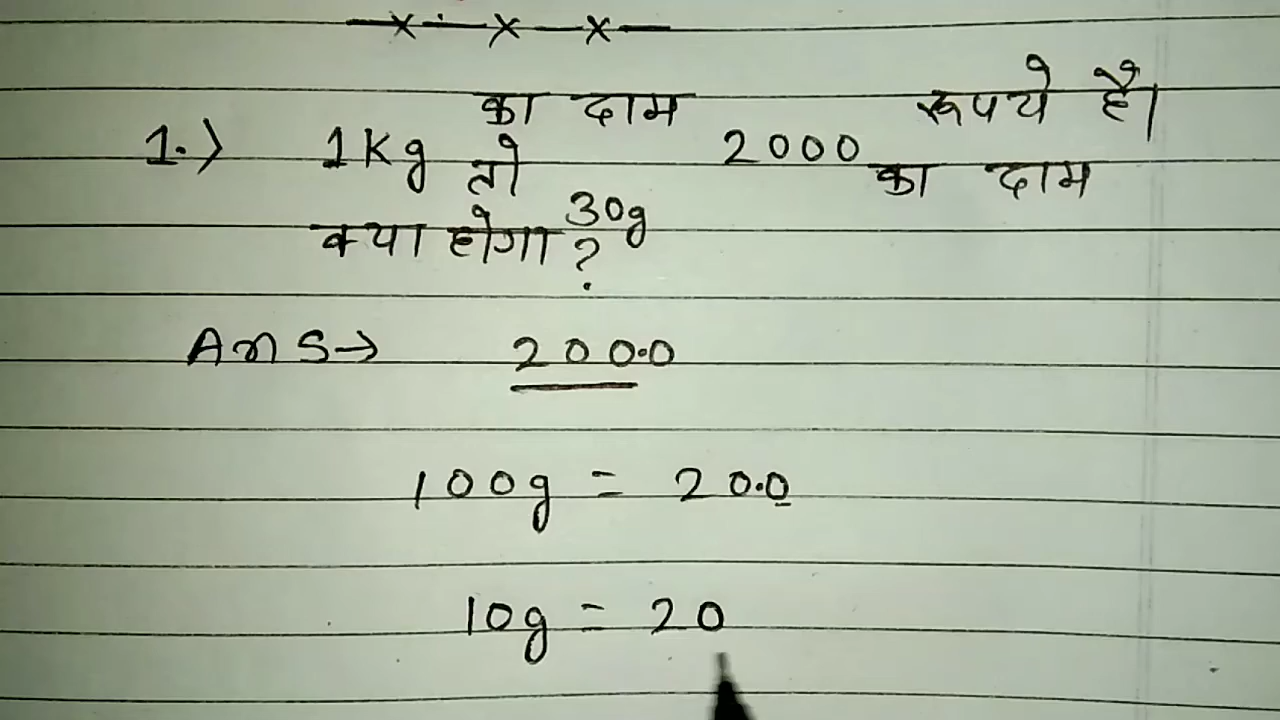 1.) 1Kg का दाम 2000 रूपये है।
तो 30g का दाम
क्या होगा ?
Ans→ 200.0
100g = 20.0
10g = 20